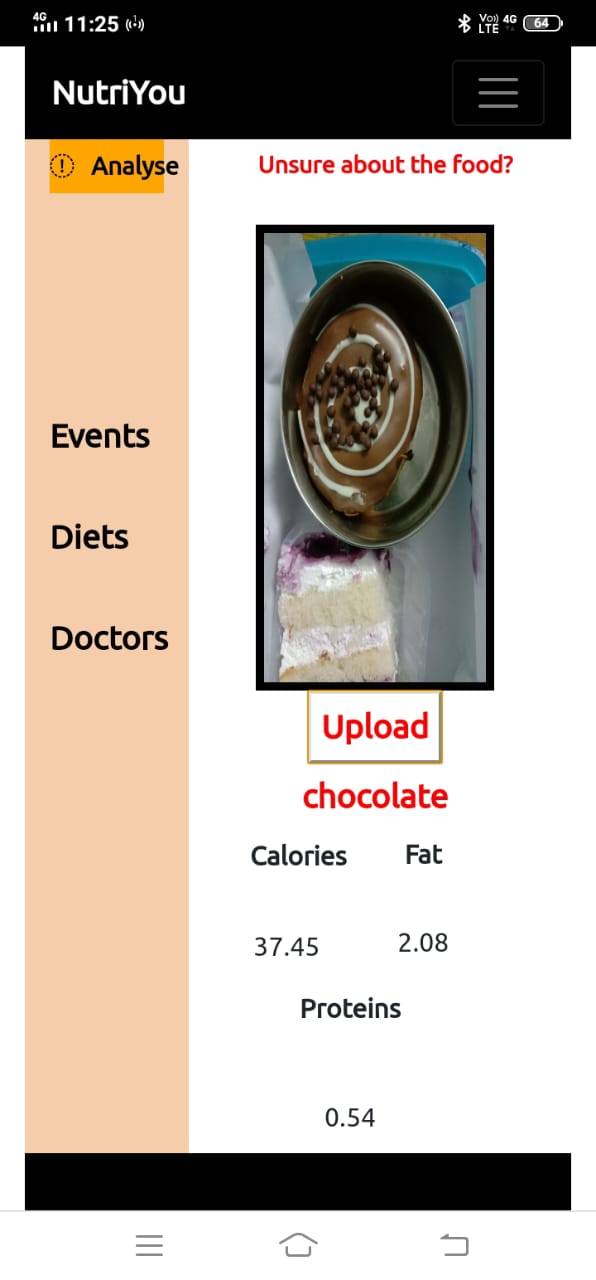 4G 11:25 Vo) 4G LTE 64
NutriYou
Analyse
Unsure about the food?
Events
Diets
Doctors
Upload
chocolate
Calories Fat
37.45 2.08
Proteins
0.54